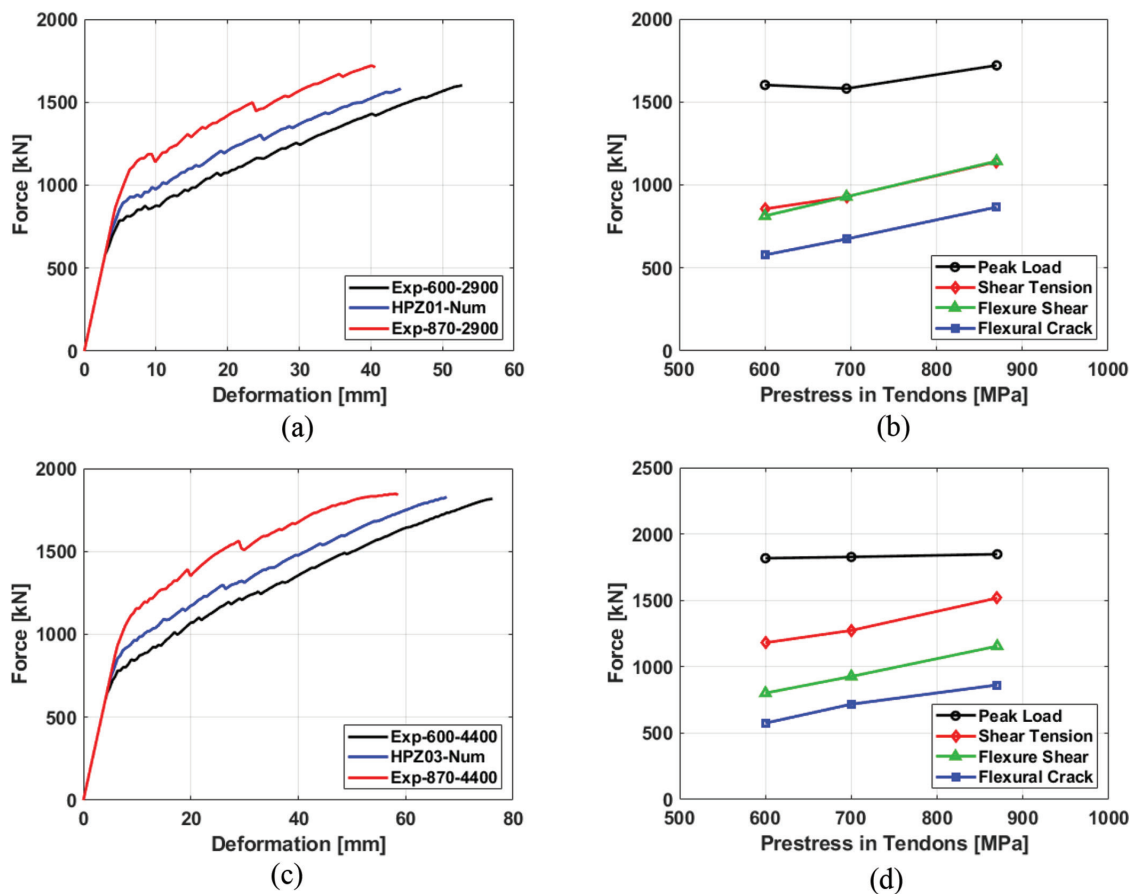 2000
1500
1000
500
0
Force [kN]
0 10 20 30 40 50 60
Deformation [mm]
Exp-600-2900
HPZ01-Num
Exp-870-2900
(a)
2000
1500
1000
500
0
Force [kN]
500 600 700 800 900 1000
Prestress in Tendons [MPa]
Peak Load
Shear Tension
Flexure Shear
Flexural Crack
(b)
2000
1500
1000
500
0
Force [kN]
0 20 40 60 80
Deformation [mm]
Exp-600-4400
HPZ03-Num
Exp-870-4400
(c)
2500
2000
1500
1000
500
0
Force [kN]
500 600 700 800 900 1000
Prestress in Tendons [MPa]
Peak Load
Shear Tension
Flexure Shear
Flexural Crack
(d)